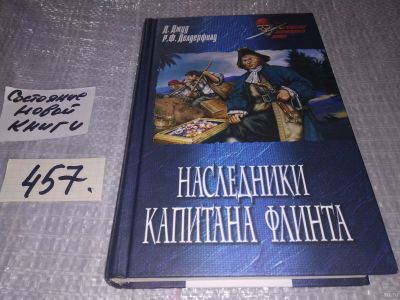 Состояние
новой
книги
457.
Д. Джуд
Р. Ф. Делдерфилд
НАСЛЕДНИКИ
КАПИТАНА ФЛИНТА